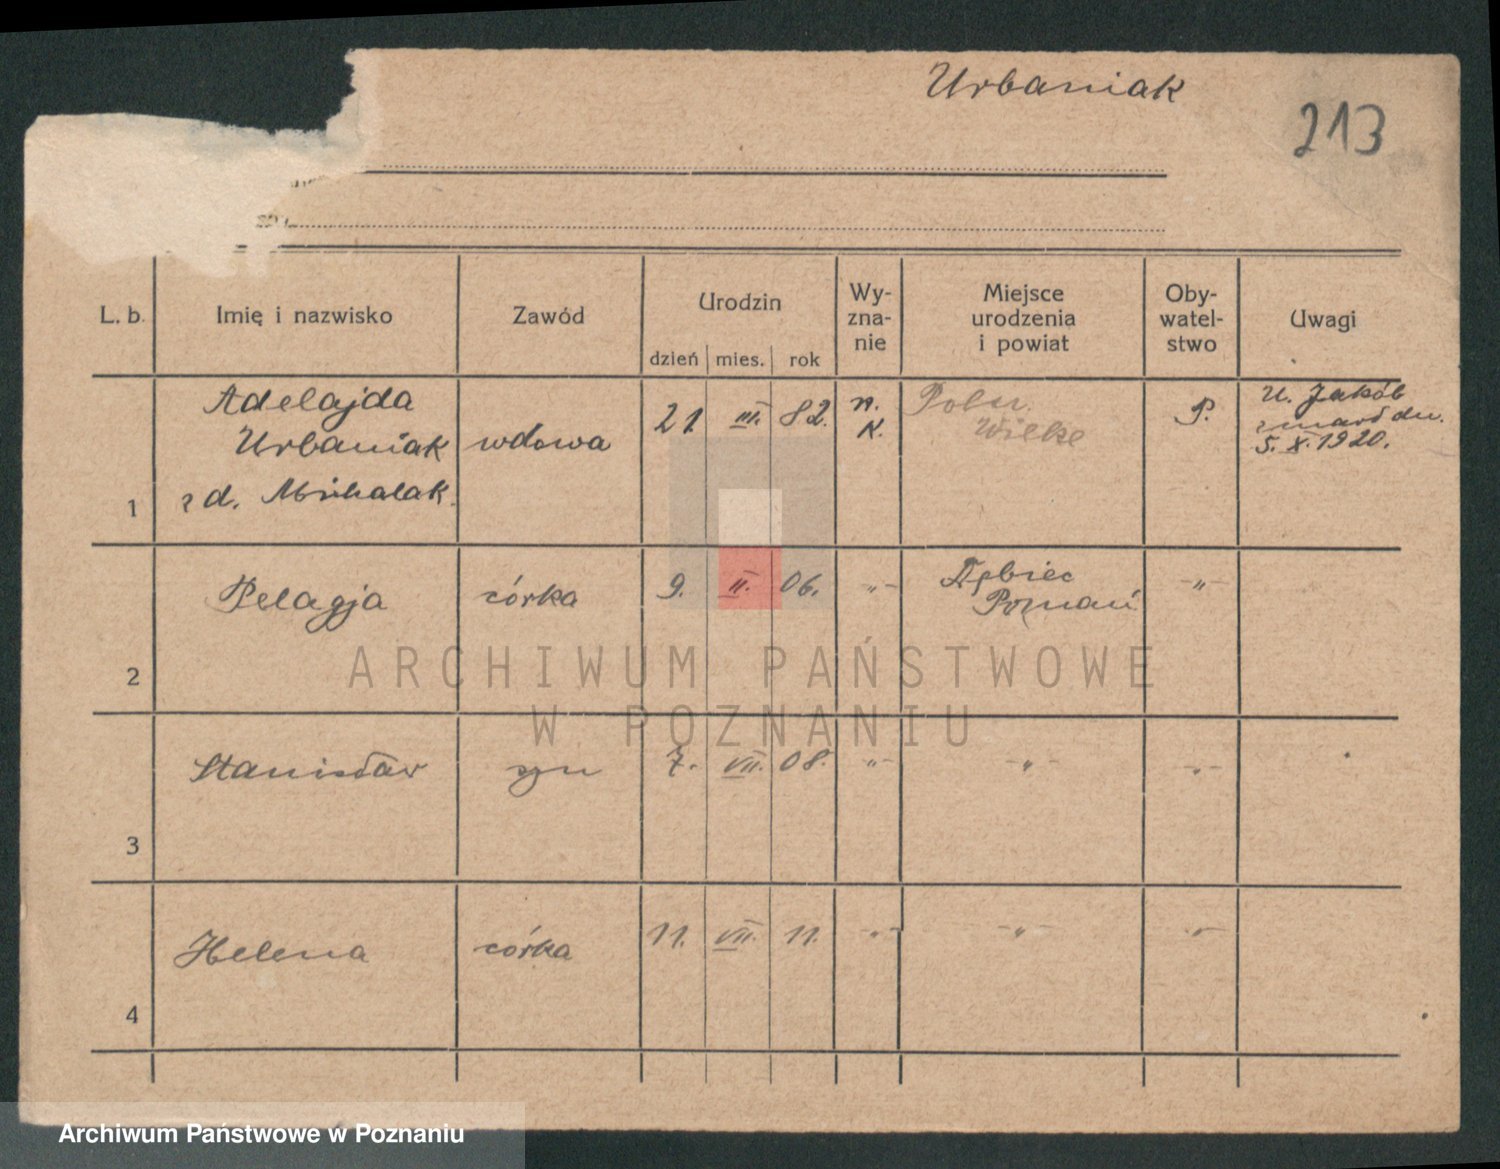 Urbaniak
213
L. b.
Imię i nazwisko
Zawód
Urodzin
dzień
mies.
rok
Wy-
zna-
nie
Miejsce
urodzenia
i powiat
Oby-
watel-
stwo
Uwagi
1
Adelajda
Urbaniak
zd. Michalak.
wdowa
21
III.
82.
K.
P.
U. Jakób
zmarł dn.
5. X. 1920.
2
Pelagja
córka
9.
II.
06.
-„-
Dębiec
Poznań
-„-
3
Stanisław
syn
7.
VII.
08.
-„-
-„-
-„-
4
Helena
córka
11.
VII.
11.
-„-
-„-
-„-
ARCHIWUM PAŃSTWOWE
W POZNANIU
Archiwum Państwowe w Poznaniu